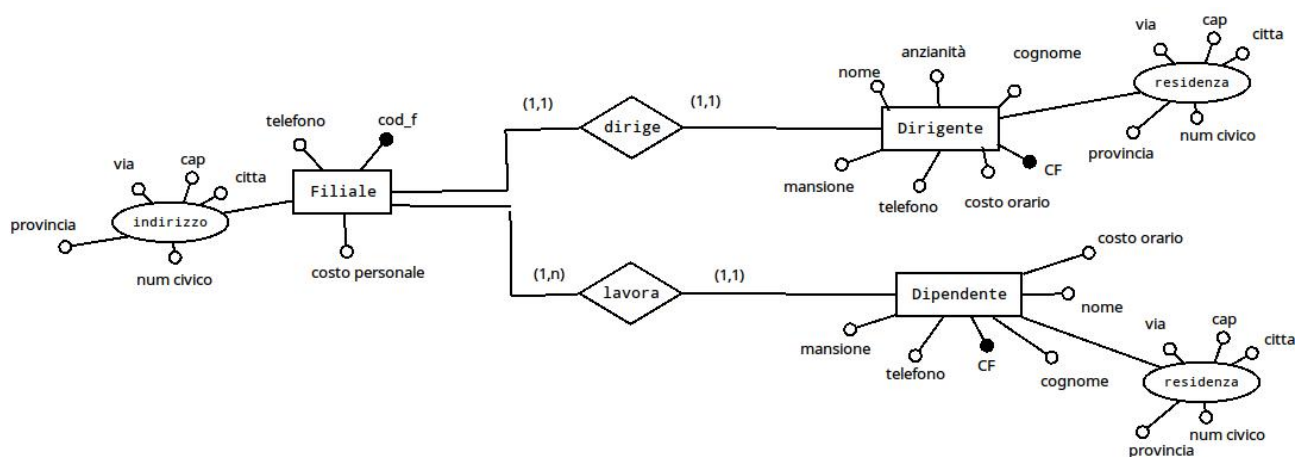 via
cap
citta
anzianità
cognome
nome
residenza
(1,1)
(1,1)
dirige
Dirigente
num civico
provincia
CF
mansione
telefono
costo orario
telefono
cod_f
via
cap
citta
Filiale
provincia
indirizzo
num civico
costo personale
(1,n)
(1,1)
lavora
Dipendente
costo orario
nome
mansione
telefono
CF
cognome
via
cap
citta
residenza
num civico
provincia